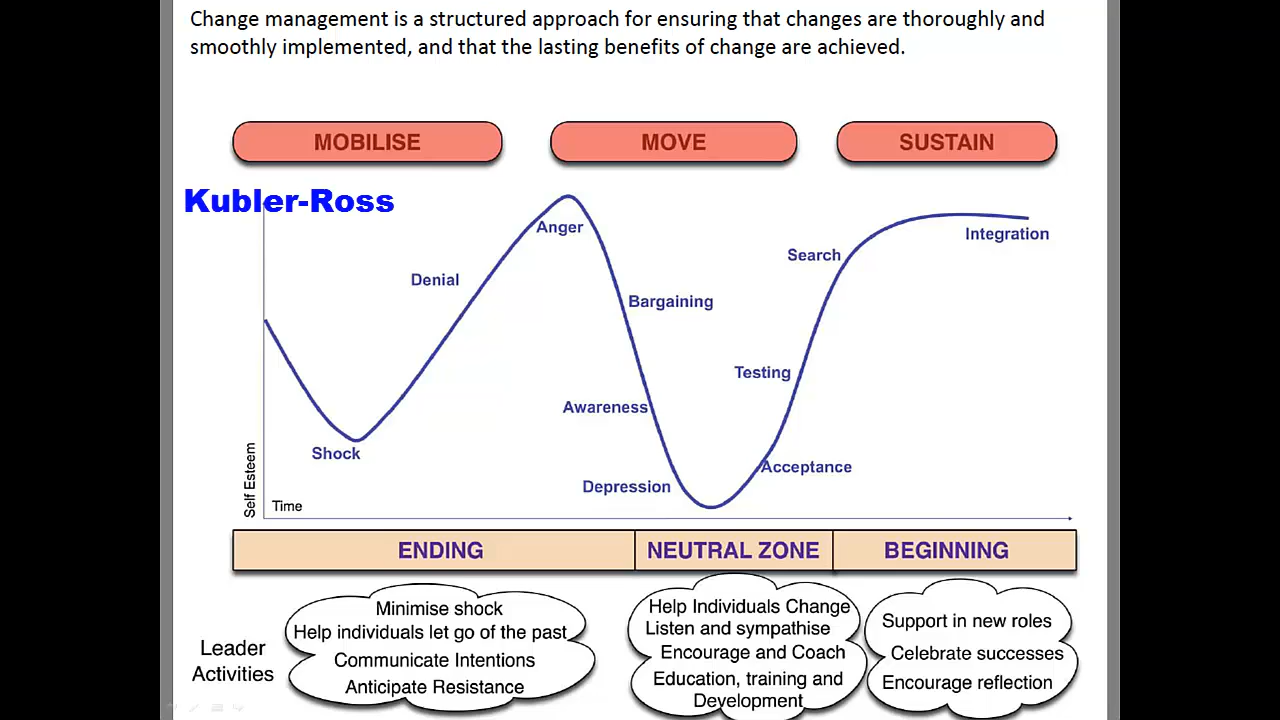 Change management is a structured approach for ensuring that changes are thoroughly and
smoothly implemented, and that the lasting benefits of change are achieved.
MOBILISE
MOVE
SUSTAIN
Kubler-Ross
Anger
Search
Integration
Denial
Bargaining
Testing
Awareness
Shock
Acceptance
Depression
Self Esteem
Time
ENDING
NEUTRAL ZONE
BEGINNING
Leader
Activities
Minimise shock
Help individuals let go of the past
Communicate Intentions
Anticipate Resistance
Help Individuals Change
Listen and sympathise
Encourage and Coach
Education, training and
Development
Support in new roles
Celebrate successes
Encourage reflection